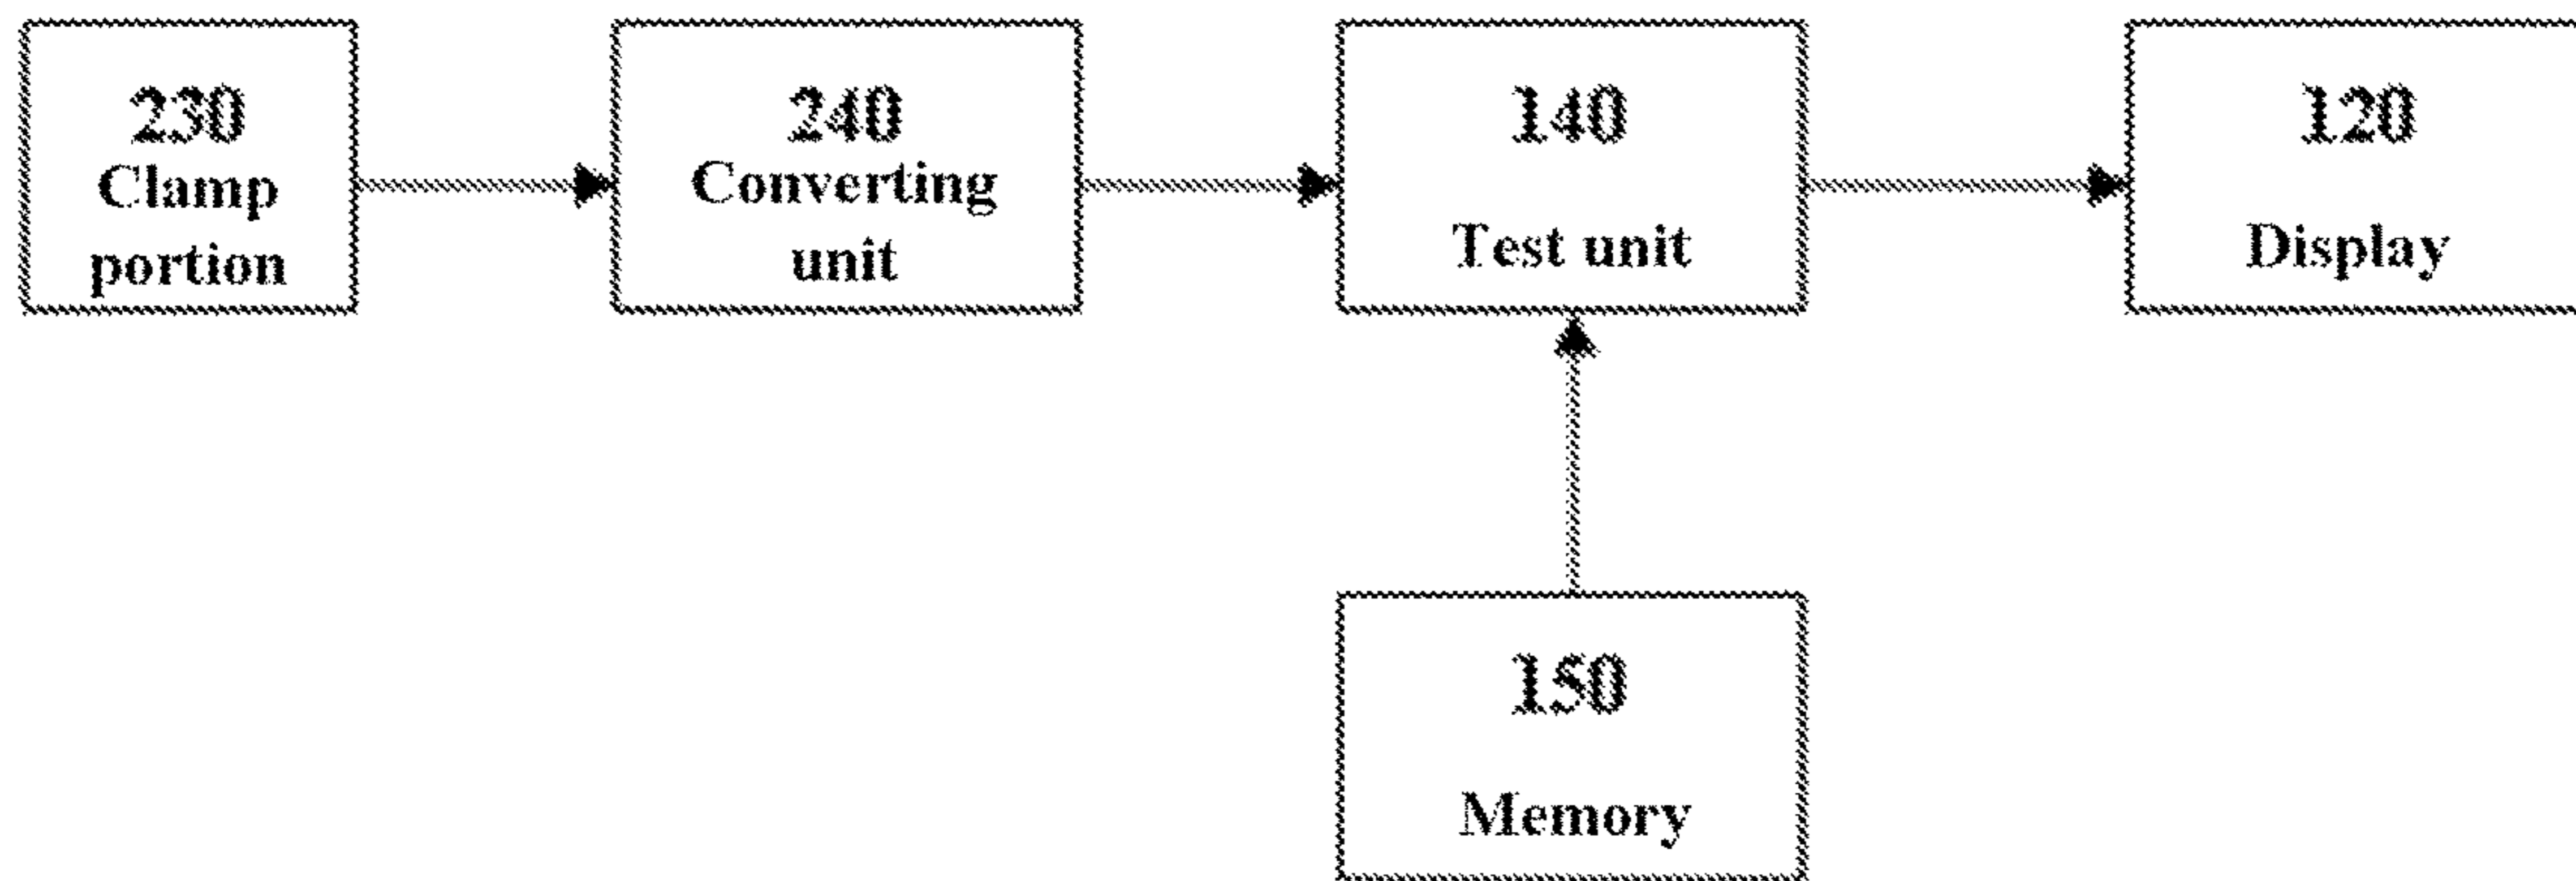 230
Clamp
portion
240
Converting
unit
140
Test unit
120
Display
150
Memory